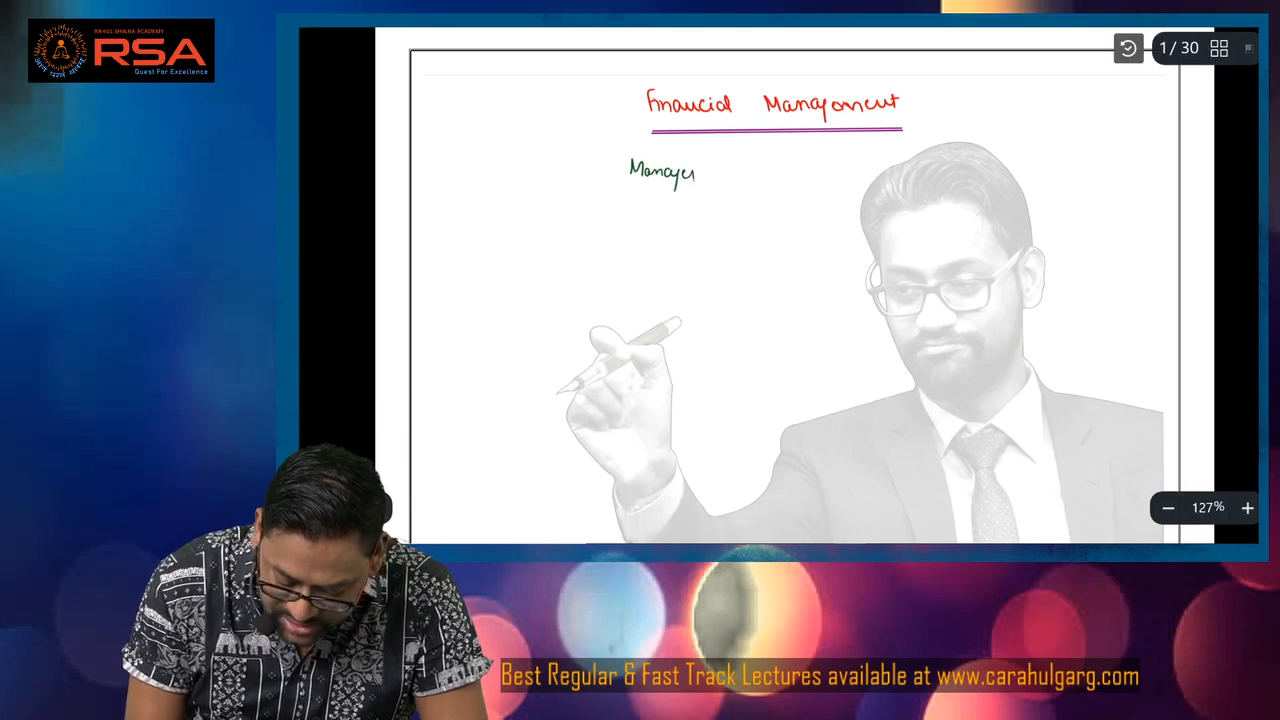 RAHUL SHIKHA ACADEMY
RSA
Quest For Excellence
1 / 30
Financial Management
127%
Best Regular & Fast Track Lectures available at www.carahulgarg.com